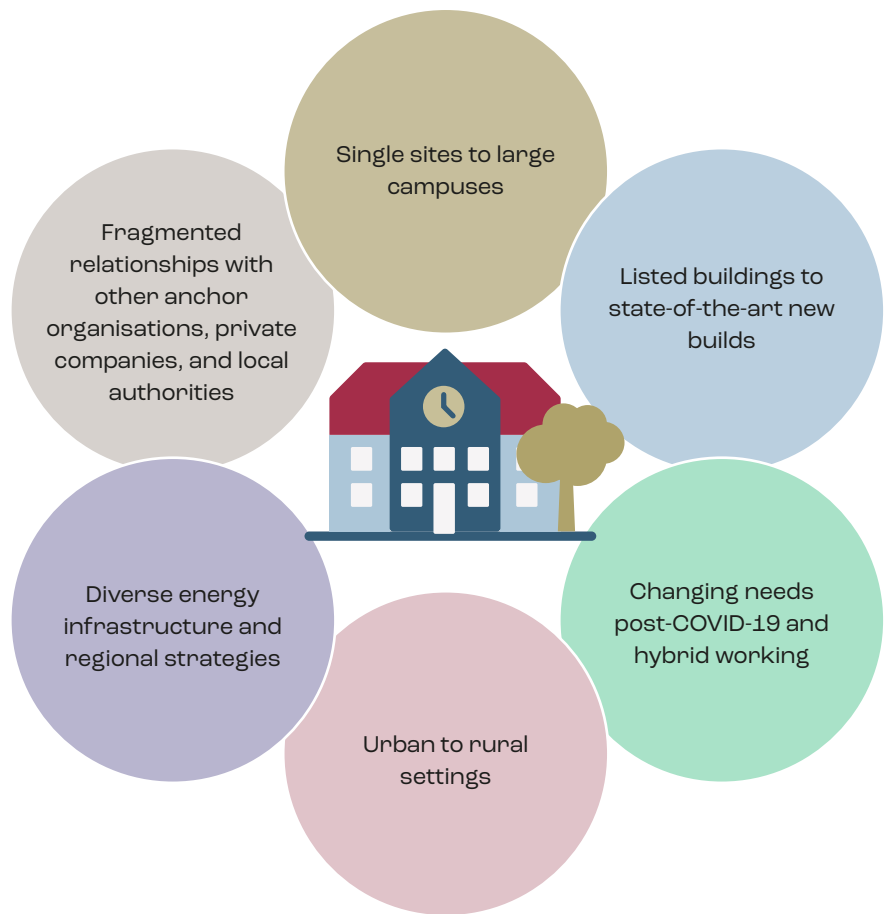 Single sites to large
campuses
Listed buildings to
state-of-the-art new
builds
Changing needs
post-COVID-19 and
hybrid working
Urban to rural
settings
Diverse energy
infrastructure and
regional strategies
Fragmented
relationships with
other anchor
organisations, private
companies, and local
authorities